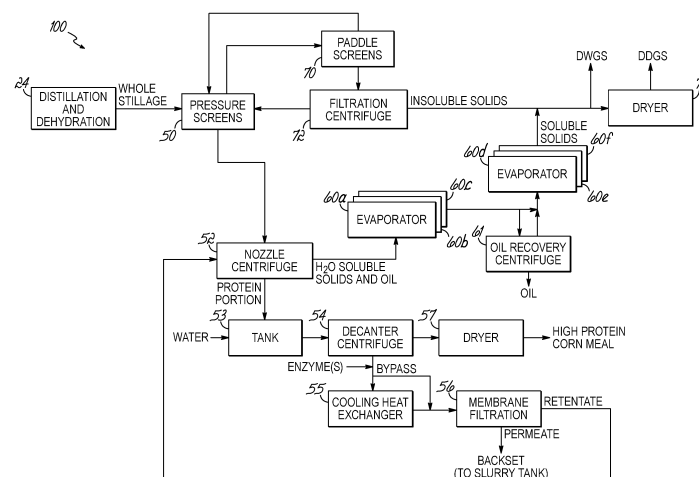 100
PADDLE
SCREENS
70
DWGS
DDGS
24
DISTILLATION
AND
DEHYDRATION
WHOLE
STILLAGE
PRESSURE
SCREENS
50
FILTRATION
CENTRIFUGE
72
INSOLUBLE SOLIDS
DRYER
SOLUBLE
SOLIDS
60d
60f
EVAPORATOR
60e
60a
60c
EVAPORATOR
60b
61
OIL RECOVERY
CENTRIFUGE
OIL
52
NOZZLE
CENTRIFUGE
H2O SOLUBLE
SOLIDS AND OIL
PROTEIN
PORTION
53
54
57
WATER
TANK
DECANTER
CENTRIFUGE
DRYER
HIGH PROTEIN
CORN MEAL
ENZYME(S)
BYPASS
55
COOLING HEAT
EXCHANGER
56
MEMBRANE
FILTRATION
RETENTATE
PERMEATE
BACKSET
(TO SLURRY TANK)